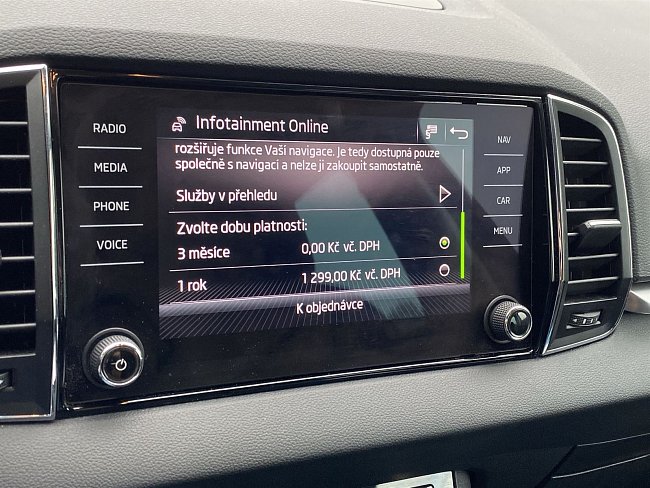 Infotainment Online
rozšiřuje funkce Vaší navigace. Je tedy dostupná pouze
společně s navigaci a nelze ji zakoupit samostatně.
Služby v přehledu
Zvolte dobu platnosti:
3 měsíce 0,00 Kč vč. DPH
1 rok 1 299,00 Kč vč. DPH
K objednávce
RADIO
MEDIA
PHONE
VOICE
NAV
APP
CAR
MENU